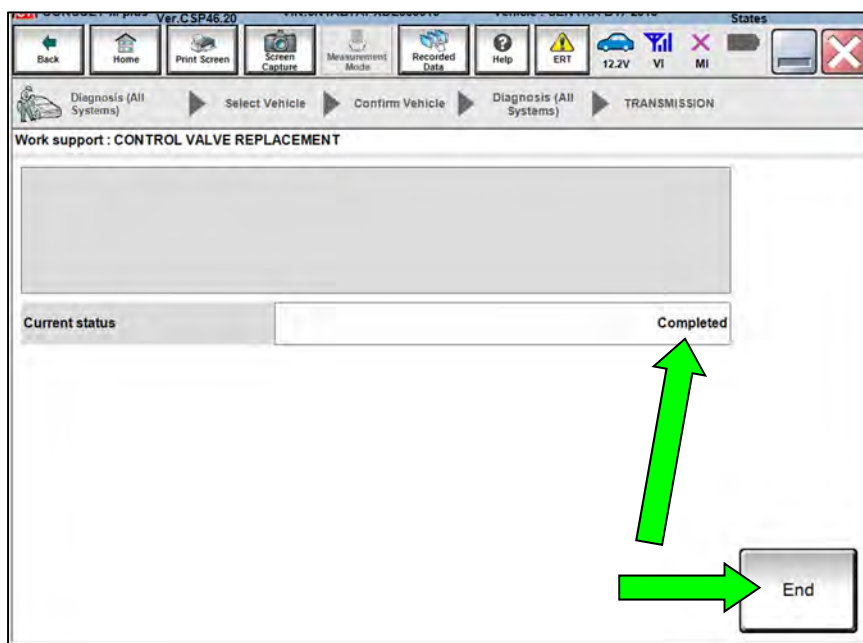 Ver.CSP46.20
States
Back
Home
Print Screen
Screen
Capture
Measurement
Mode
Recorded
Data
Help
ERT
12.2V
VI
MI
Diagnosis (All
Systems)
Select Vehicle
Confirm Vehicle
Diagnosis (All
Systems)
TRANSMISSION
Work support : CONTROL VALVE REPLACEMENT
Current status
Completed
End